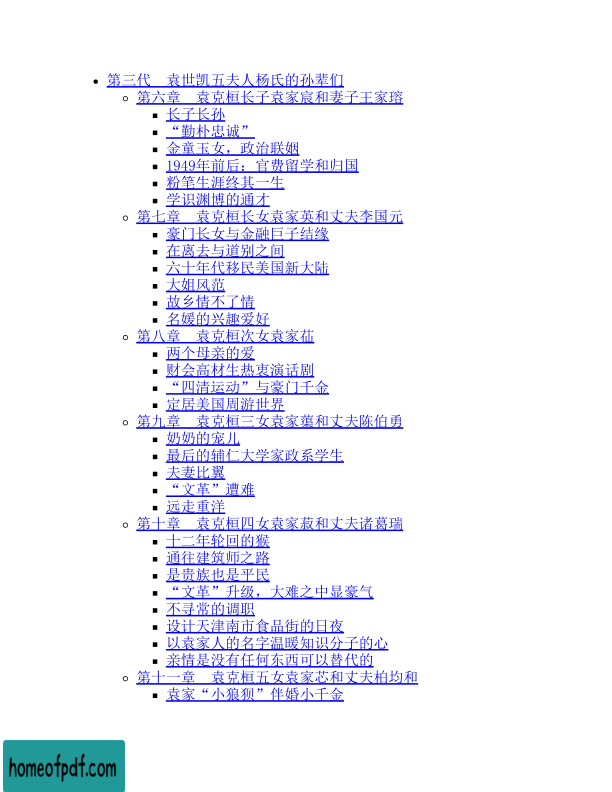 第三代　袁世凯五夫人杨氏的孙辈们
第六章　袁克桓长子袁家宸和妻子王家瑢
长子长孙
“勤朴忠诚”
金童玉女，政治联姻
1949年前后：官费留学和归国
粉笔生涯终其一生
学识渊博的通才
第七章　袁克桓长女袁家英和丈夫李国元
豪门长女与金融巨子结缘
在离去与道别之间
六十年代移民美国新大陆
大姐风范
故乡情不了情
名媛的兴趣爱好
第八章　袁克桓次女袁家茁
两个母亲的爱
财会高材生热衷演话剧
“四清运动”与豪门千金
定居美国周游世界
第九章　袁克桓三女袁家蕖和丈夫陈伯勇
奶奶的宠儿
最后的辅仁大学家政系学生
夫妻比翼
“文革”遭难
远走重洋
第十章　袁克桓四女袁家菽和丈夫诸葛瑞
十二年轮回的猴
通往建筑师之路
是贵族也是平民
“文革”升级，大难之中显豪气
不寻常的调职
设计天津南市食品街的日夜
以袁家人的名字温暖知识分子的心
亲情是没有任何东西可以替代的
第十一章　袁克桓五女袁家芯和丈夫柏均和
袁家“小狼狈”伴婚小千金
homeofpdf.com